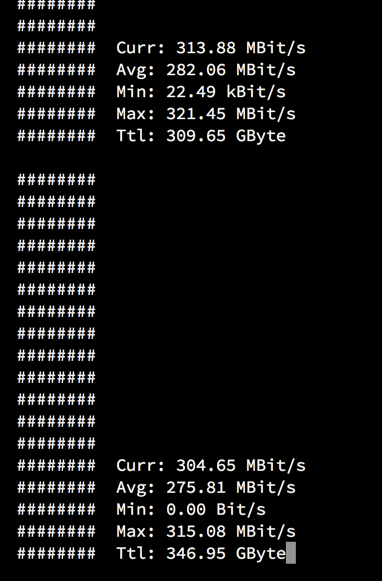 ########
########
######## Curr: 313.88 MBit/s
######## Avg: 282.06 MBit/s
######## Min: 22.49 kBit/s
######## Max: 321.45 MBit/s
######## Ttl: 309.65 GByte
########
########
########
########
########
########
########
########
########
########
########
########
########
######## Curr: 304.65 MBit/s
######## Avg: 275.81 MBit/s
######## Min: 0.00 Bit/s
######## Max: 315.08 MBit/s
######## Ttl: 346.95 GByte